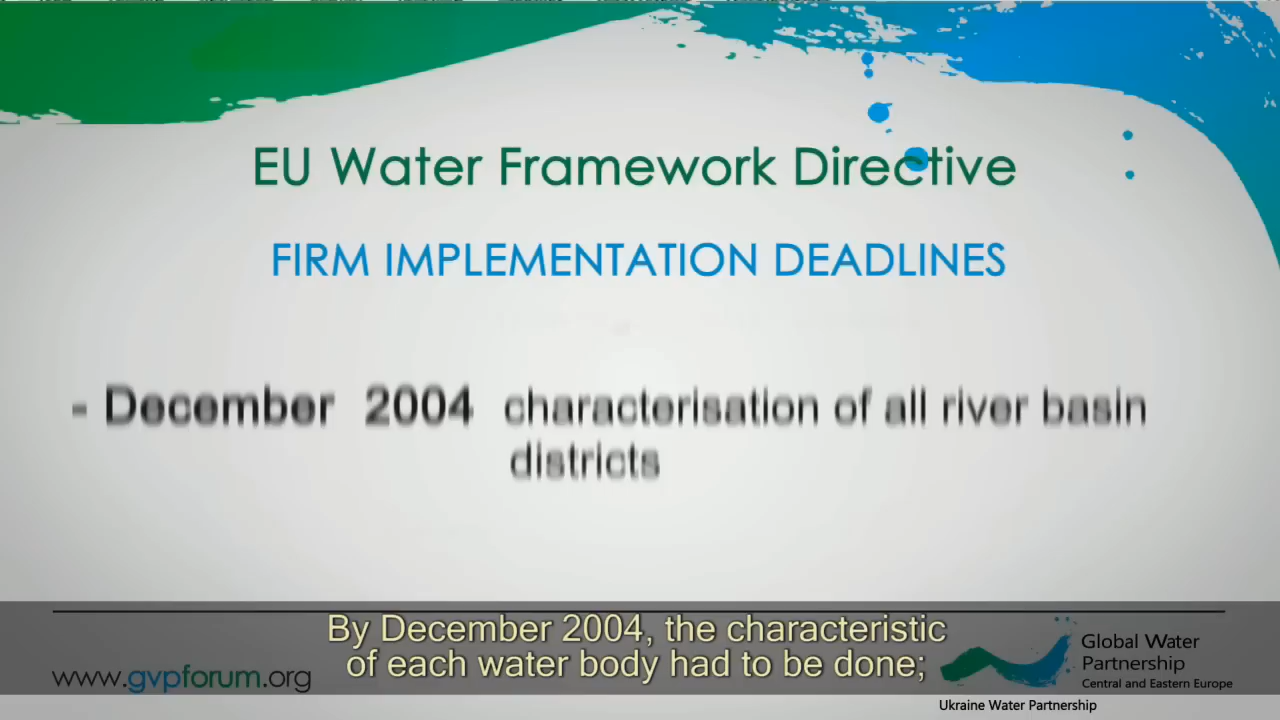 EU Water Framework Directive
FIRM IMPLEMENTATION DEADLINES
- December 2004 characterisation of all river basin
districts
By December 2004, the characteristic
of each water body had to be done;
www.gvpforum.org
Global Water
Partnership
Central and Eastern Europe
Ukraine Water Partnership